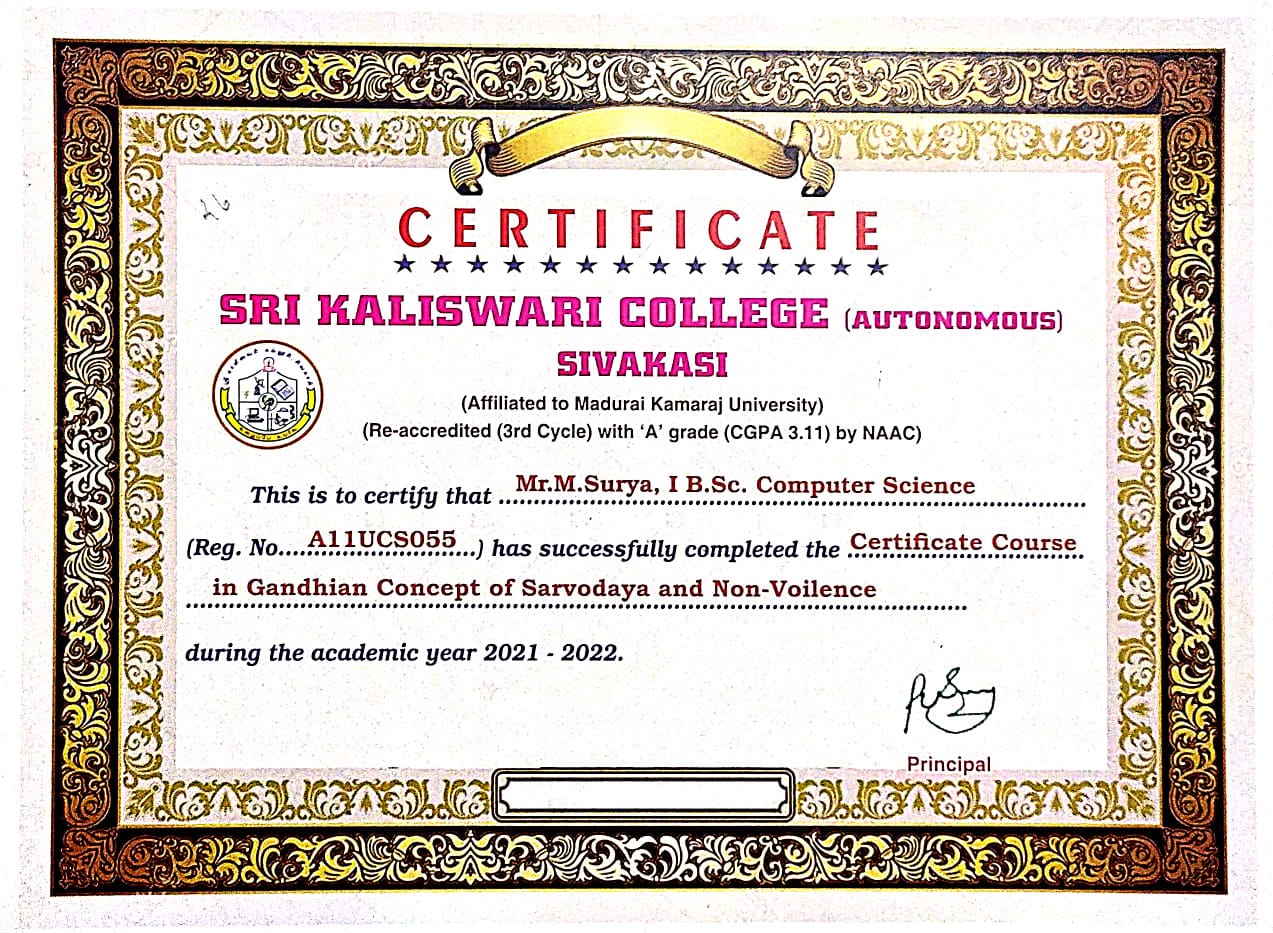 26
CERTIFICATE
SRI KALISWARI COLLEGE (AUTONOMOUS)
SIVAKASI
(Affiliated to Madurai Kamaraj University)
(Re-accredited (3rd Cycle) with ‘A’ grade (CGPA 3.11) by NAAC)
This is to certify that Mr.M.Surya, I B.Sc. Computer Science
(Reg. No....A11UCS055...) has successfully completed the Certificate Course
in Gandhian Concept of Sarvodaya and Non-Voilence
during the academic year 2021 - 2022.
Principal